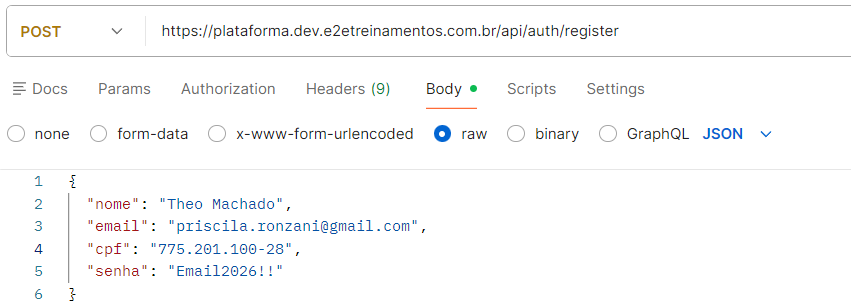 POST https://plataforma.dev.e2etreinamentos.com.br/api/auth/register
Docs Params Authorization Headers (9) Body Scripts Settings
none form-data x-www-form-urlencoded raw binary GraphQL JSON
1 {
2 "nome": "Theo Machado",
3 "email": "priscila.ronzani@gmail.com",
4 "cpf": "775.201.100-28",
5 "senha": "Email2026!!"
6 }